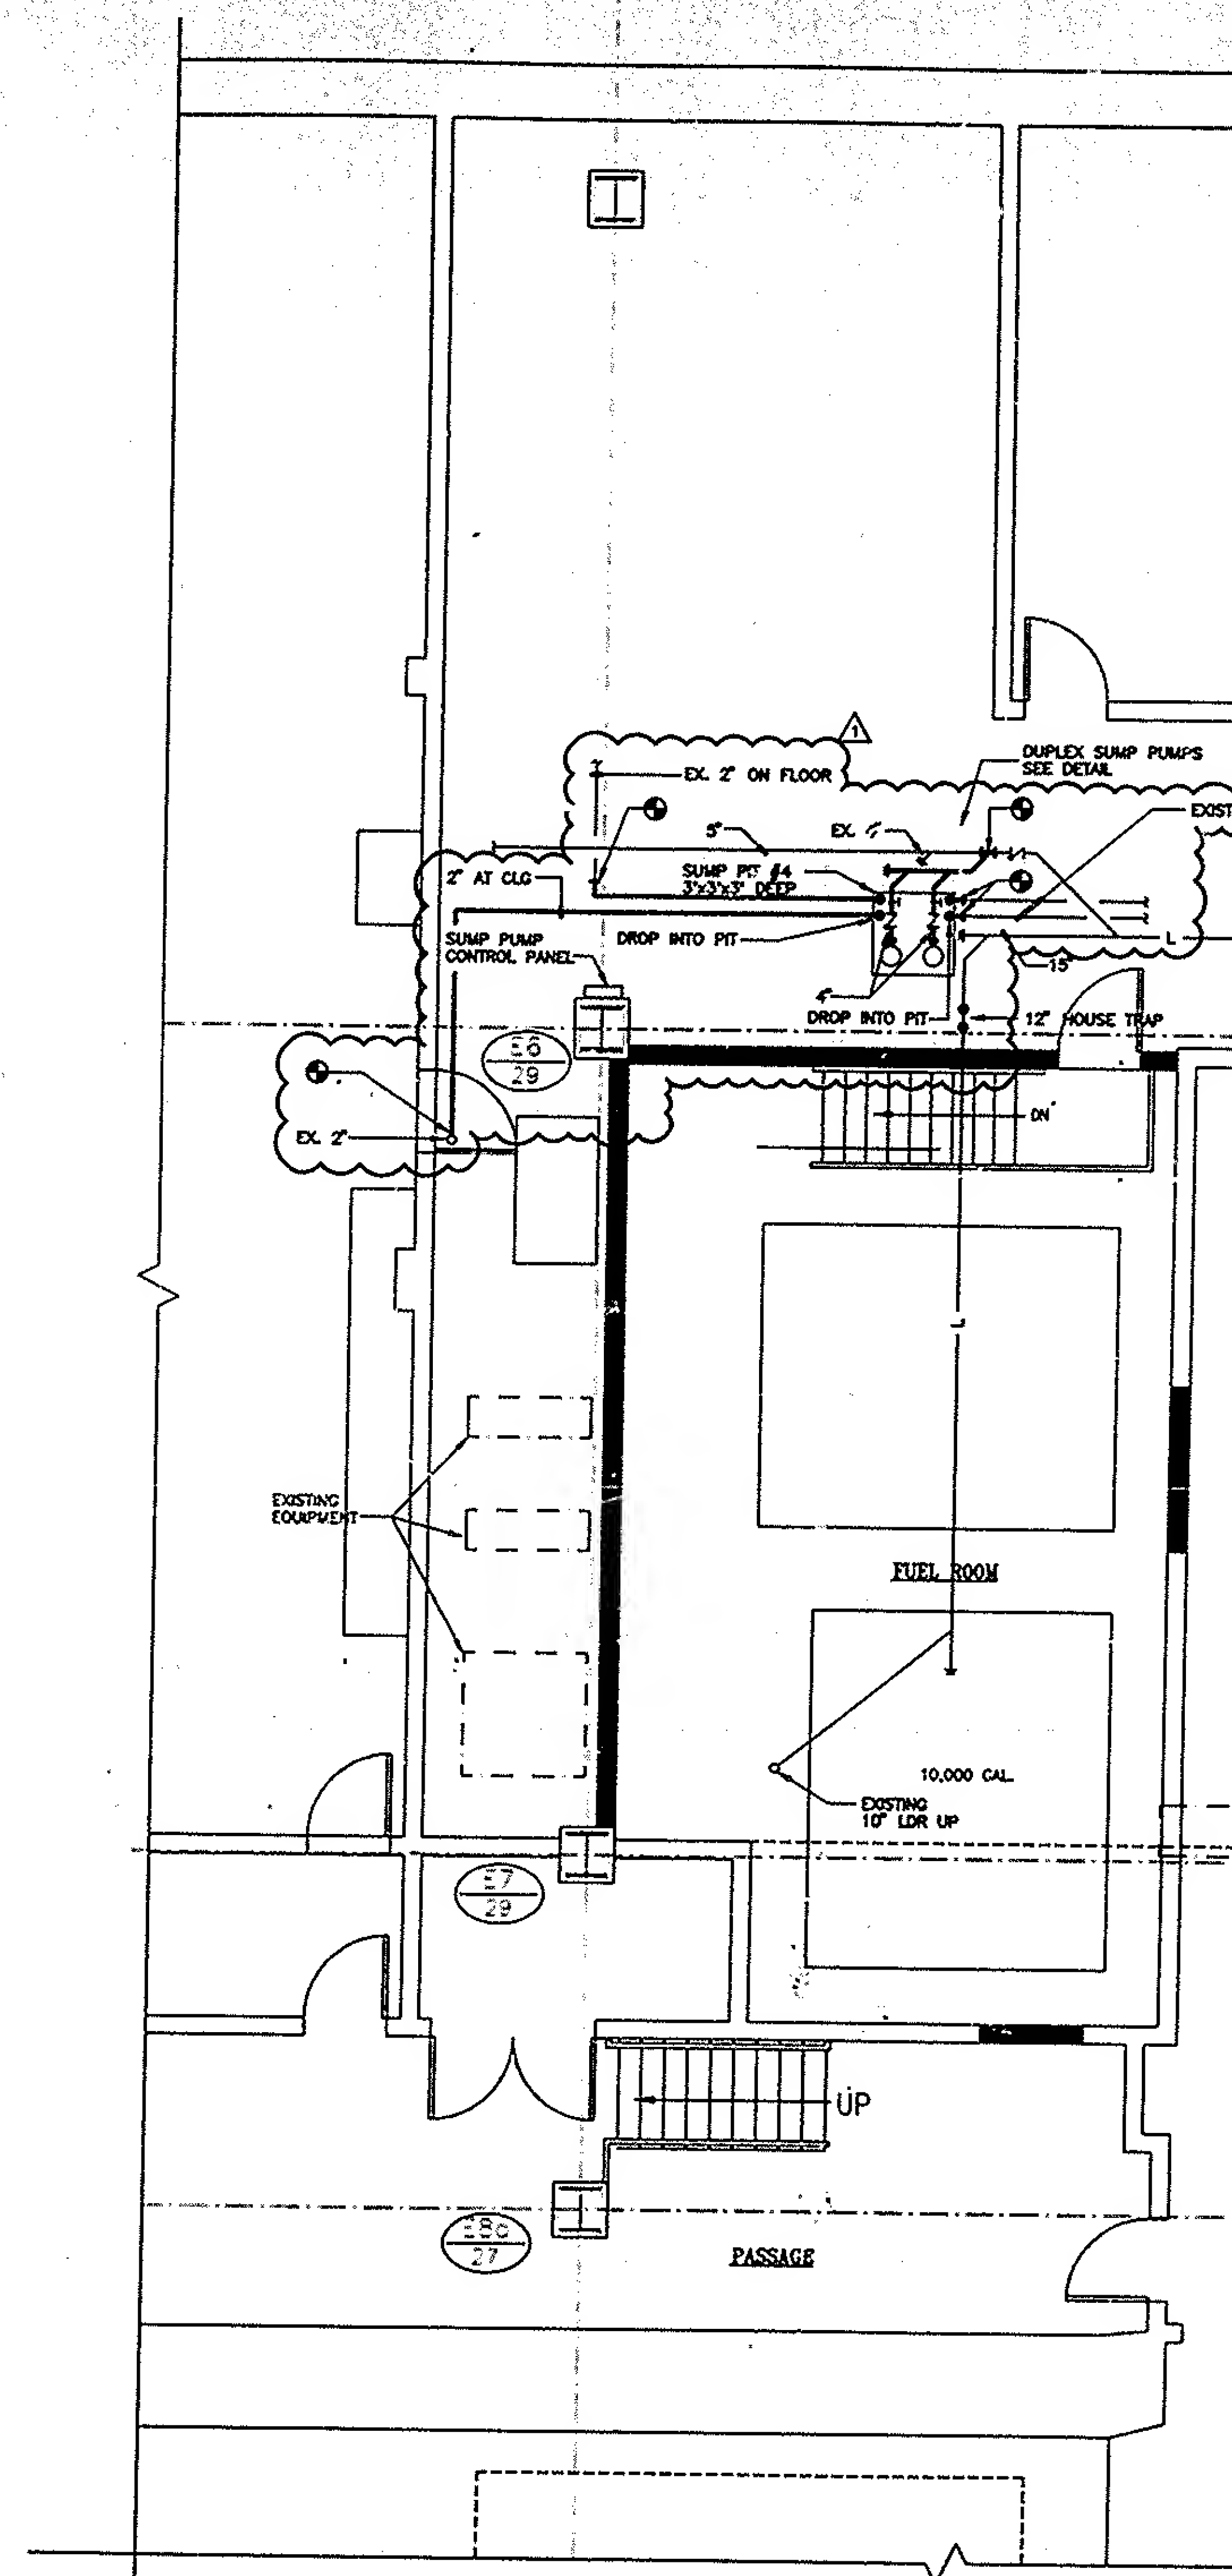 1
DUPLEX SUMP PUMPS
SEE DETAIL
EX. 2" ON FLOOR
EXIST
5"
EX.
2" AT CLG
SUMP PIT #4
3'x3'x3' DEEP
SUMP PUMP
CONTROL PANEL
DROP INTO PIT
L
15"
4"
DROP INTO PIT
12" HOUSE TRAP
E6
29
DN
EX. 2"
L
EXISTING
EQUIPMENT
FUEL ROOM
10,000 GAL
EXISTING
10" LDR UP
E7
29
UP
27
PASSAGE